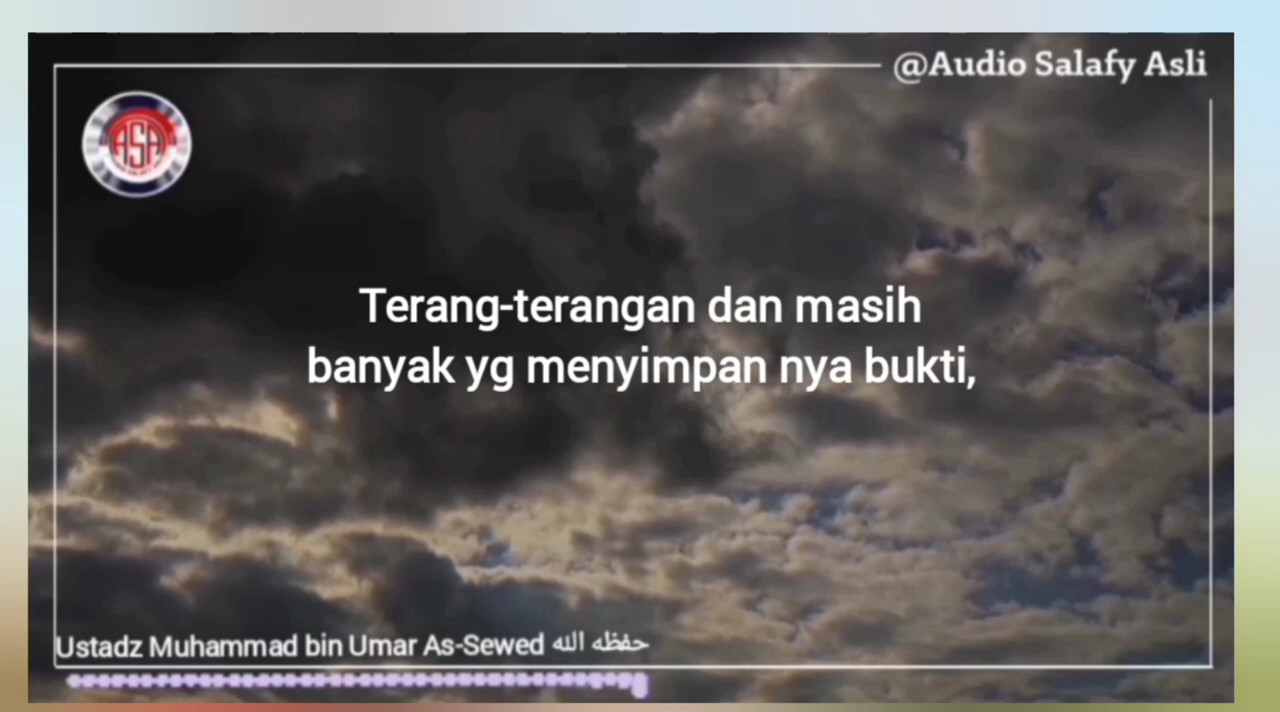 @Audio Salafy Asli
ASA
Terang-terangan dan masih
banyak yg menyimpan nya bukti,
Ustadz Muhammad bin Umar As-Sewed حفظه الله